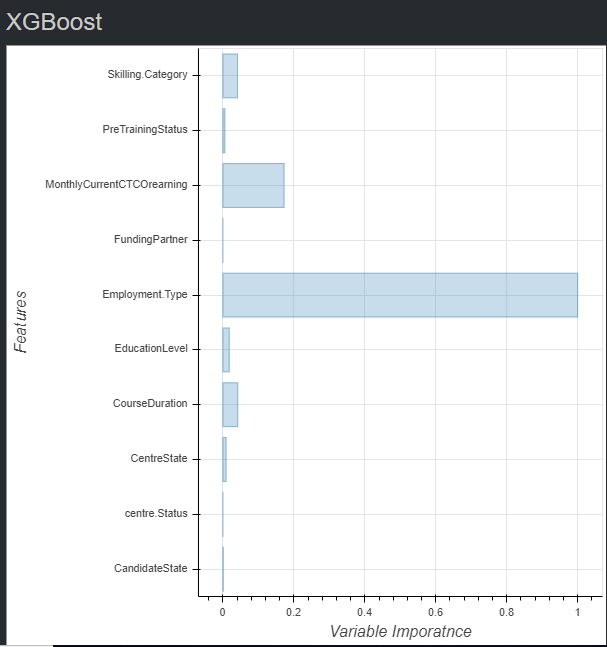 XGBoost
Skilling.Category
PreTrainingStatus
MonthlyCurrentCTCOrearning
FundingPartner
Employment.Type
EducationLevel
CourseDuration
CentreState
centre.Status
CandidateState
Features
0 0.2 0.4 0.6 0.8 1
Variable Imporatnce